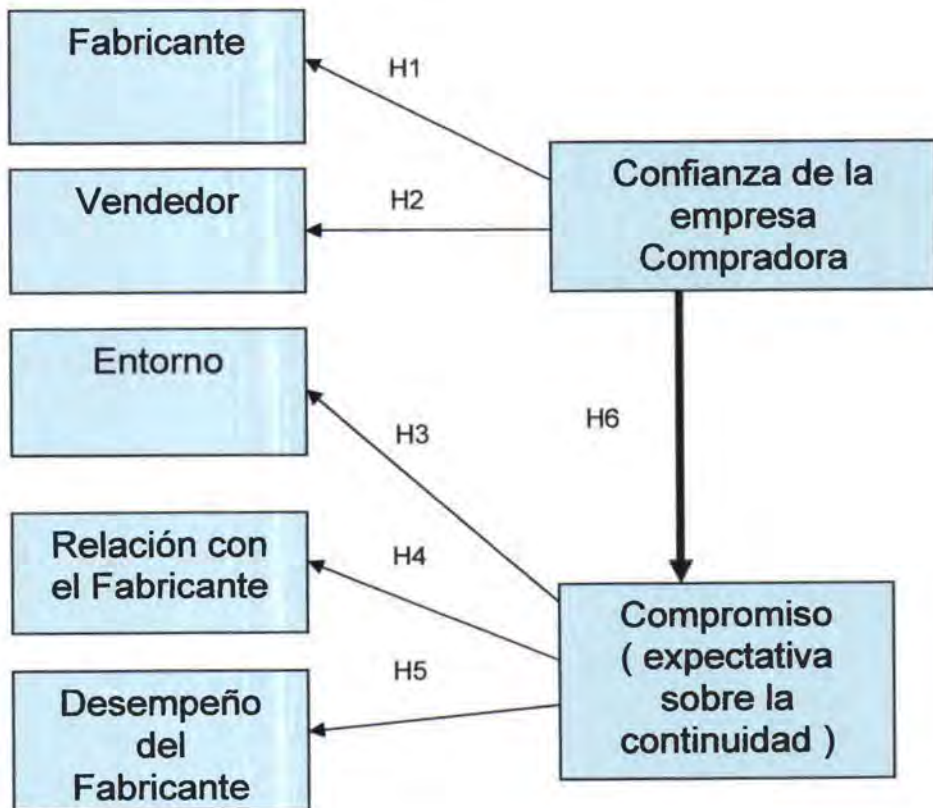 Fabricante
H1
Vendedor
H2
Confianza de la
empresa
Compradora
Entorno
H3
H6
Relación con
el Fabricante
H4
Compromiso
( expectativa
sobre la
continuidad )
H5
Desempeño
del
Fabricante